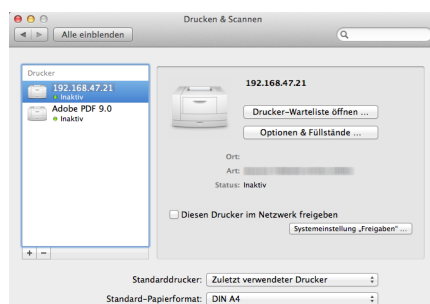 Drucken & Scannen
Alle einblenden
Drucker
192.168.47.21
Inaktiv
Adobe PDF 9.0
Inaktiv
192.168.47.21
Drucker-Warteliste öffnen ...
Optionen & Füllstände ...
Ort:
Art:
Status: Inaktiv
Diesen Drucker im Netzwerk freigeben
Systemeinstellung „Freigaben“ ...
Standarddrucker: Zuletzt verwendeter Drucker
Standard-Papierformat: DIN A4